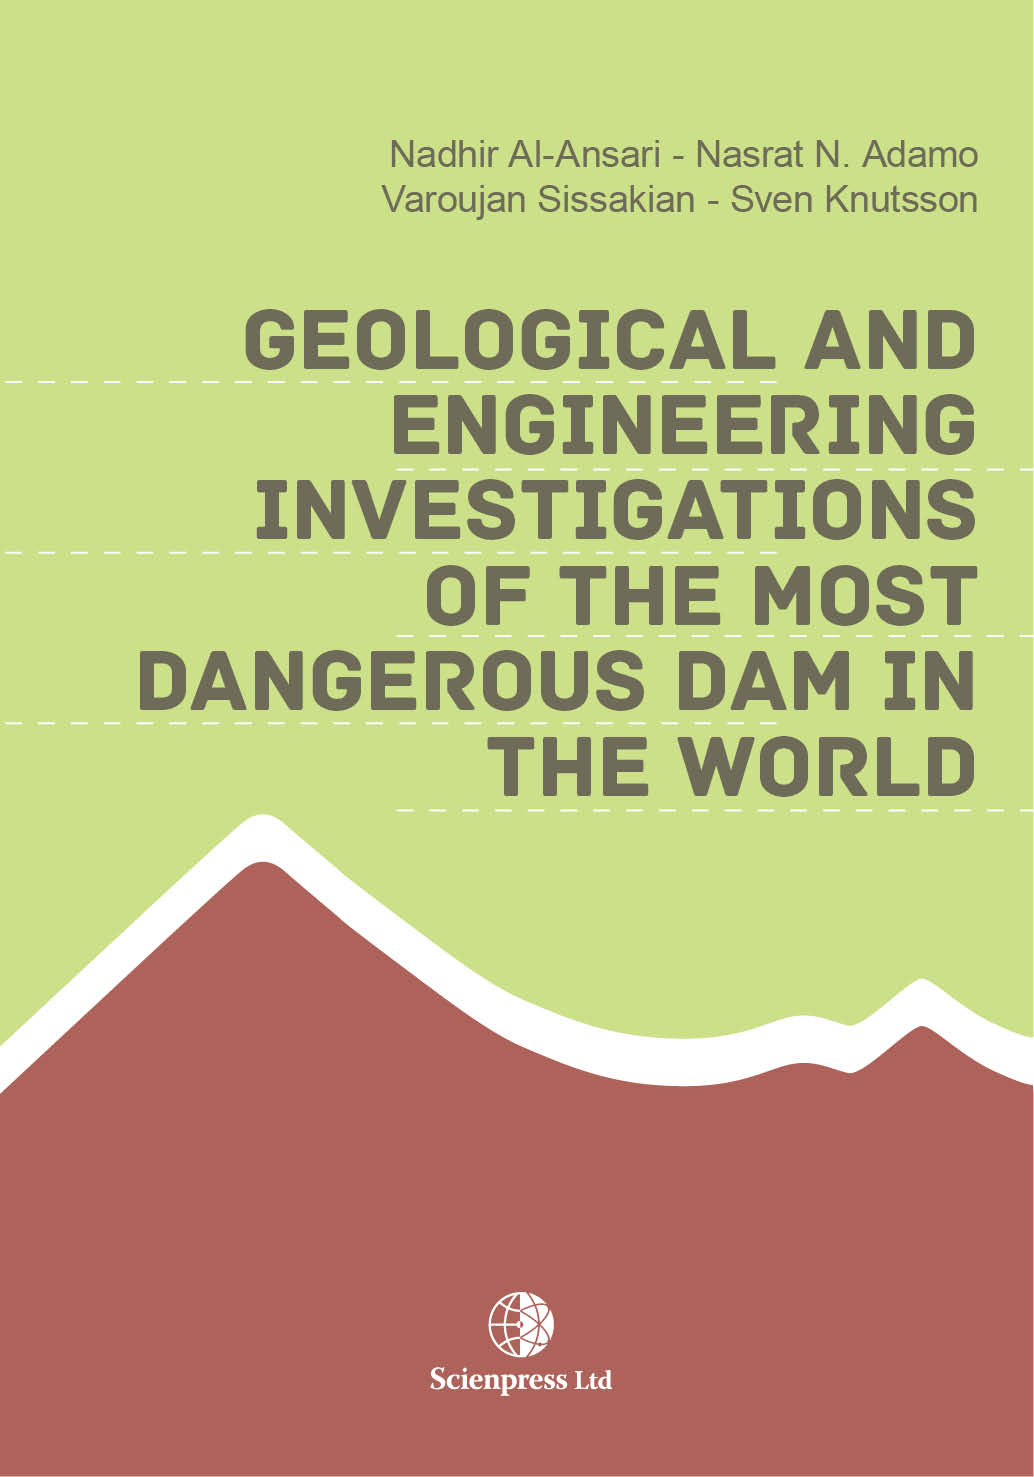 Nadhir Al-Ansari - Nasrat N. Adamo
Varoujan Sissakian - Sven Knutsson
GEOLOGICAL AND
ENGINEERING
INVESTIGATIONS
OF THE MOST
DANGEROUS DAM IN
THE WORLD
Scienpress Ltd